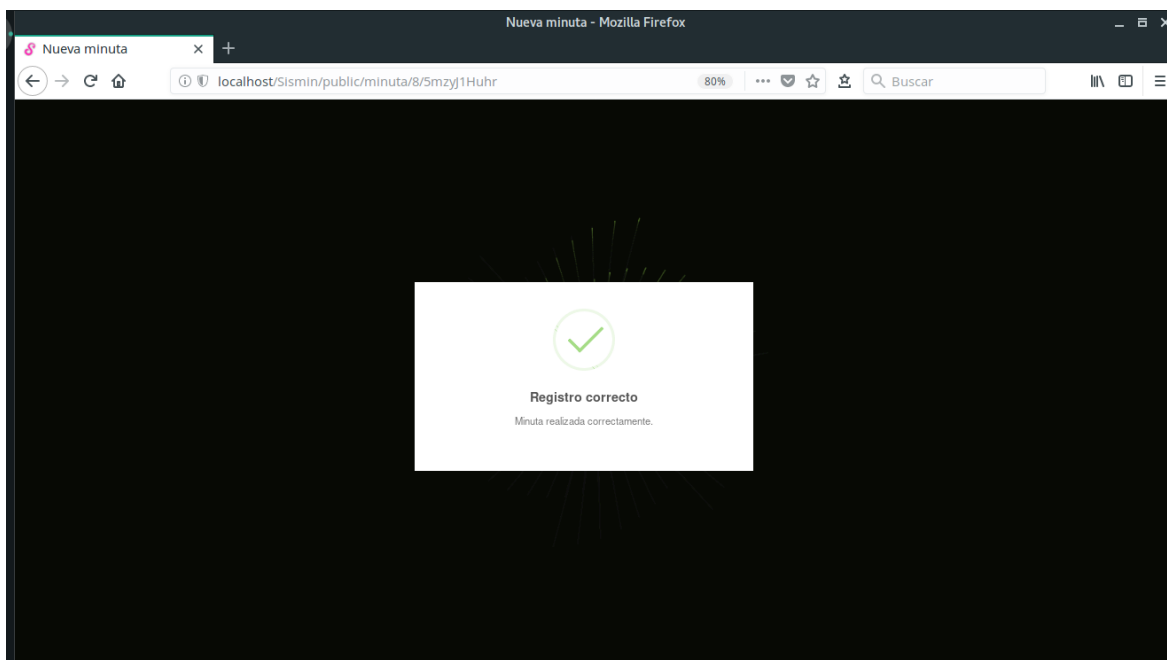 Nueva minuta - Mozilla Firefox
Nueva minuta
localhost/Sismin/public/minuta/8/5mzyJ1Huhr 80% Buscar
Registro correcto
Minuta realizada correctamente.